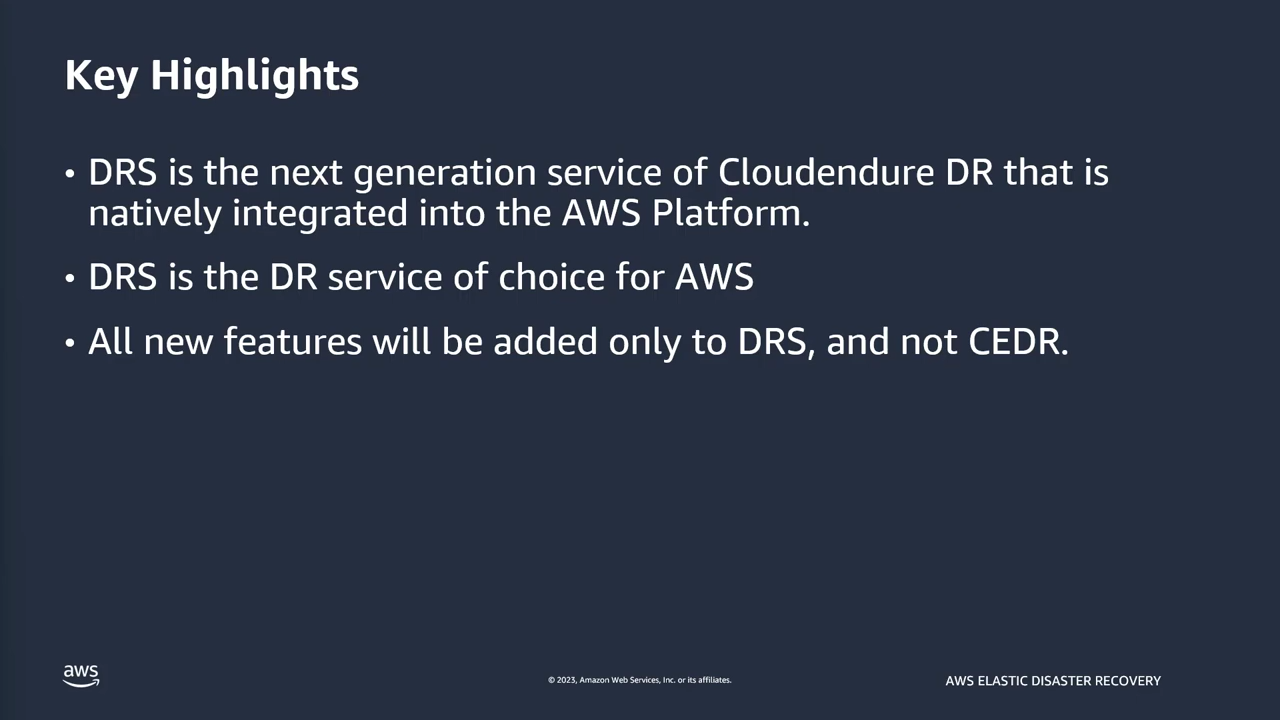 Key Highlights
• DRS is the next generation service of Cloudendure DR that is
natively integrated into the AWS Platform.
• DRS is the DR service of choice for AWS
• All new features will be added only to DRS, and not CEDR.
aws
© 2023, Amazon Web Services, Inc. or its affiliates.
AWS ELASTIC DISASTER RECOVERY